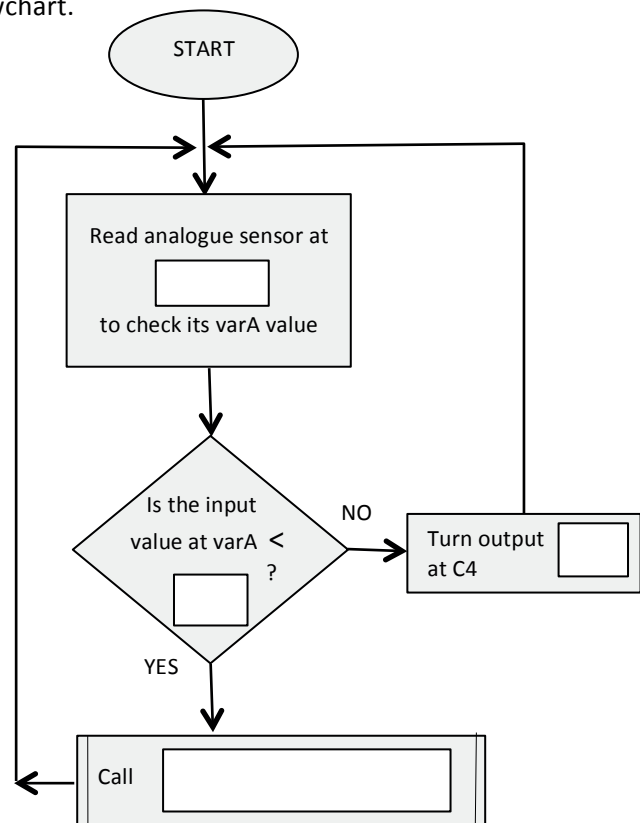 START
Read analogue sensor at
to check its varA value
Is the input
value at varA <
?
NO
Turn output
at C4
YES
Call